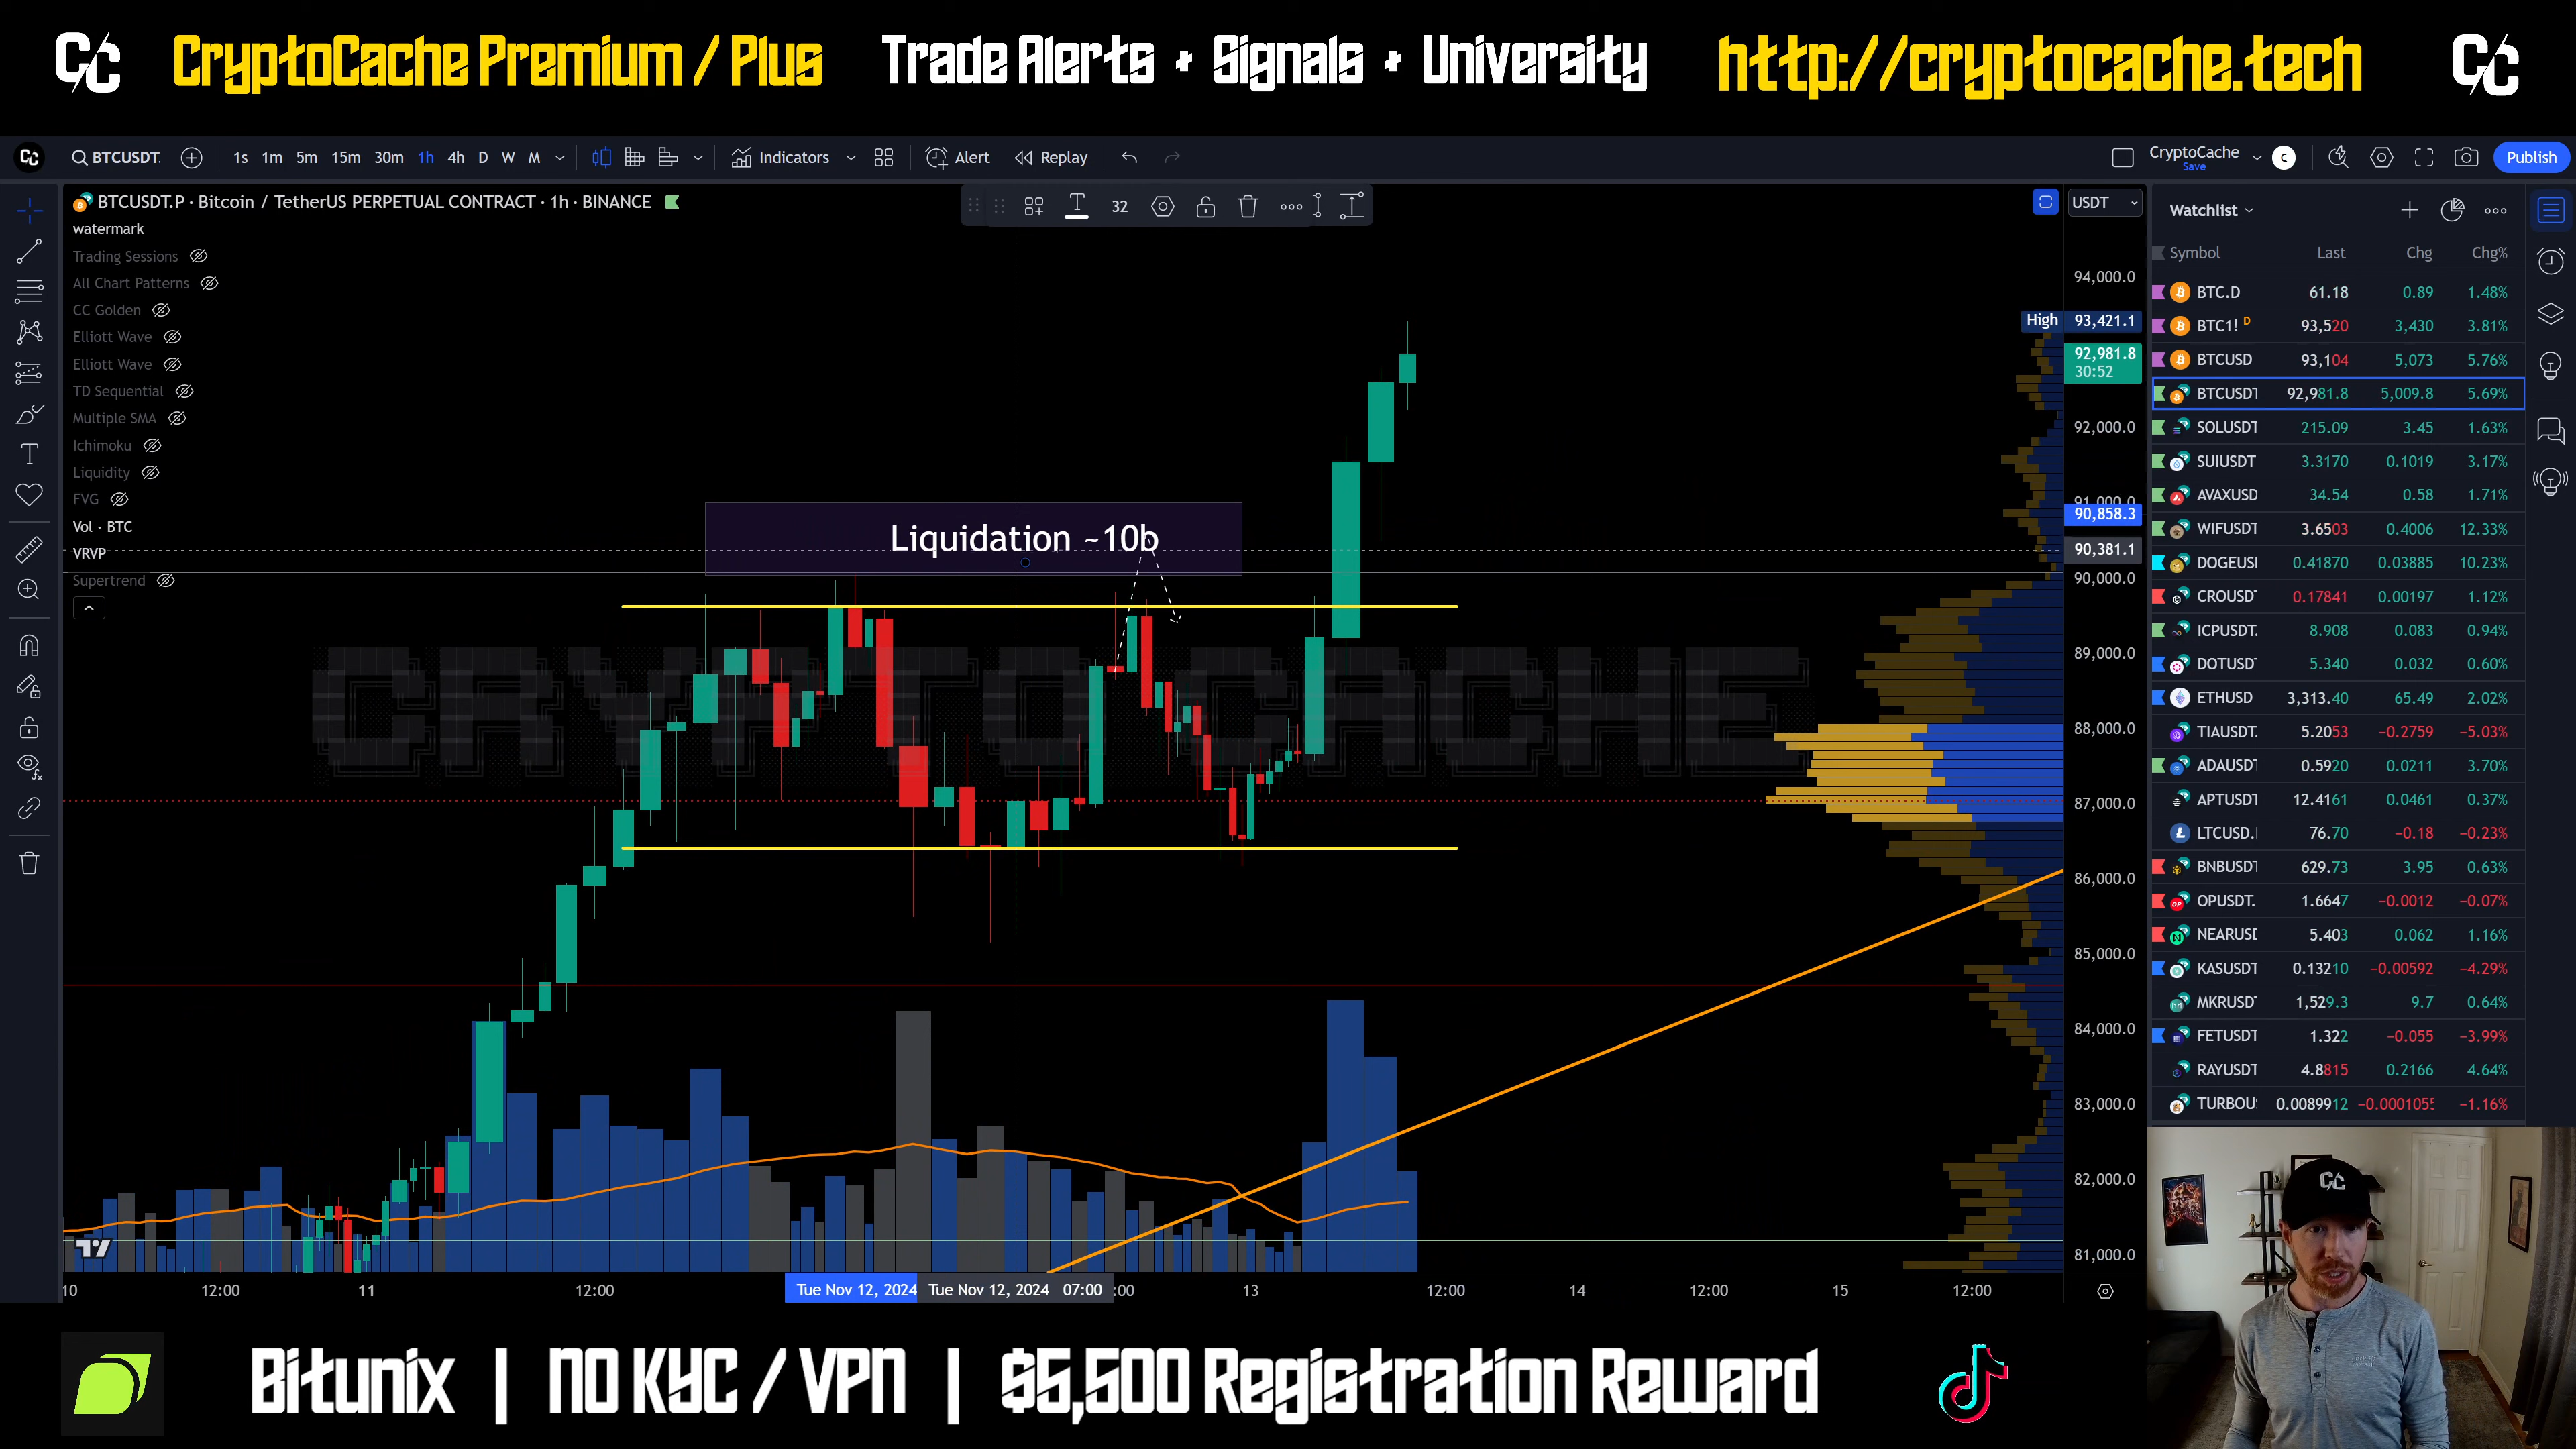 CC CryptoCache Premium / Plus Trade Alerts + Signals + University http://cryptocache.tech CC
CC BTCUSDT. 1s 1m 5m 15m 30m 1h 4h D W M Indicators Alert Replay CryptoCache Save C Publish
BTCUSDT.P · Bitcoin / TetherUS PERPETUAL CONTRACT · 1h · BINANCE
32
USDT
watermark
Trading Sessions
All Chart Patterns
CC Golden
Elliott Wave
Elliott Wave
TD Sequential
Multiple SMA
Ichimoku
Liquidity
FVG
Vol · BTC
VRVP
Supertrend
Liquidation ~10b
CRYPTO CACHE
94,000.0
High 93,421.1
92,981.8
30:52
92,000.0
91,000.0
90,858.3
90,381.1
90,000.0
89,000.0
88,000.0
87,000.0
86,000.0
85,000.0
84,000.0
83,000.0
82,000.0
81,000.0
10 12:00 11 12:00 Tue Nov 12, 2024 Tue Nov 12, 2024 07:00 :00 13 12:00 14 12:00 15 12:00
Watchlist
Symbol Last Chg Chg%
BTC.D 61.18 0.89 1.48%
BTC1! D 93,520 3,430 3.81%
BTCUSD 93,104 5,073 5.76%
BTCUSDT 92,981.8 5,009.8 5.69%
SOLUSDT 215.09 3.45 1.63%
SUIUSDT 3.3170 0.1019 3.17%
AVAXUSD 34.54 0.58 1.71%
WIFUSDT 3.6503 0.4006 12.33%
DOGEUSI 0.41870 0.03885 10.23%
CROUSD 0.17841 0.00197 1.12%
ICPUSDT. 8.908 0.083 0.94%
DOTUSD 5.340 0.032 0.60%
ETHUSD 3,313.40 65.49 2.02%
TIAUSDT. 5.2053 −0.2759 −5.03%
ADAUSDT 0.5920 0.0211 3.70%
APTUSDT 12.4161 0.0461 0.37%
LTCUSD. 76.70 −0.18 −0.23%
BNBUSDT 629.73 3.95 0.63%
OPUSDT. 1.6647 −0.0012 −0.07%
NEARUSD 5.403 0.062 1.16%
KASUSDT 0.13210 −0.00592 −4.29%
MKRUSD 1,529.3 9.7 0.64%
FETUSDT 1.322 −0.055 −3.99%
RAYUSDT 4.8815 0.2166 4.64%
TURBOU 0.0089912 −0.000105 −1.16%
CC
Bitunix | NO KYC / VPN | $5,500 Registration Reward